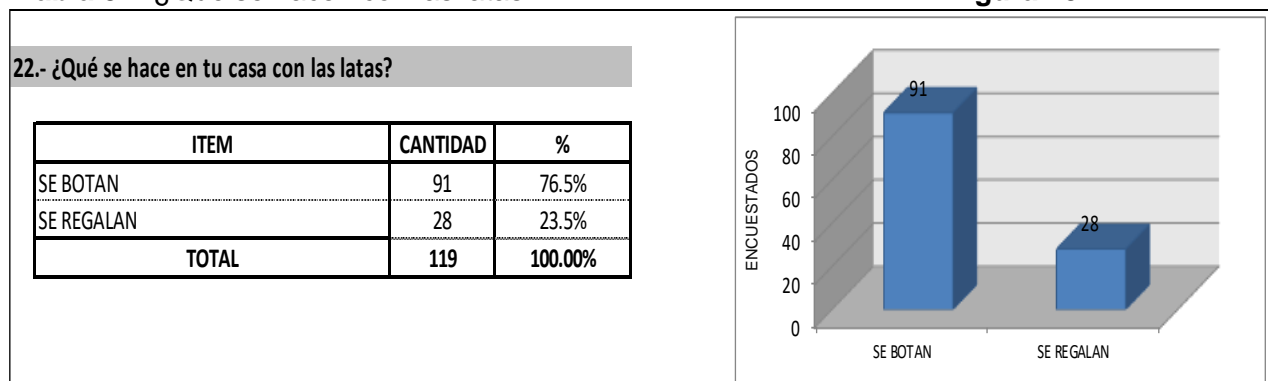 22.- ¿Qué se hace en tu casa con las latas?
ITEM CANTIDAD %
SE BOTAN 91 76.5%
SE REGALAN 28 23.5%
TOTAL 119 100.00%
ENCUESTADOS
100
80
60
40
20
0
91
28
SE BOTAN SE REGALAN